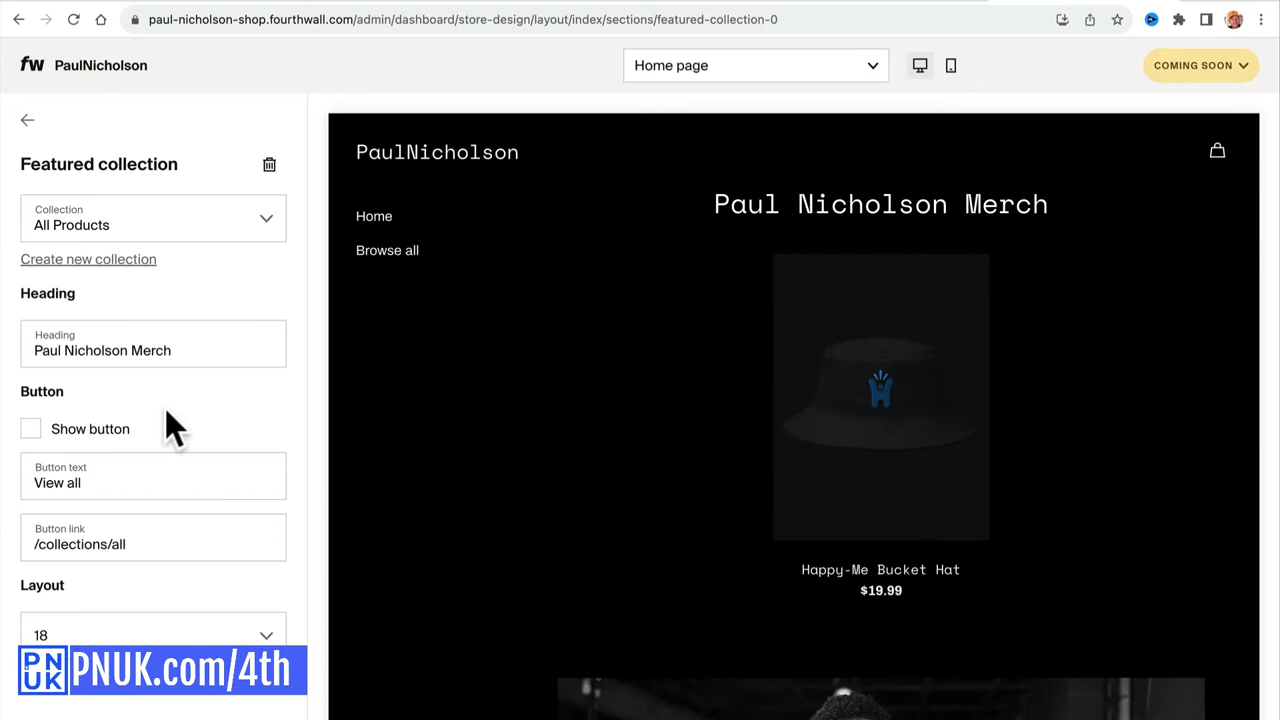 paul-nicholson-shop.fourthwall.com/admin/dashboard/store-design/layout/index/sections/featured-collection-0
fw PaulNicholson
Home page
COMING SOON
Featured collection
Collection
All Products
Create new collection
Heading
Heading
Paul Nicholson Merch
Button
Show button
Button text
View all
Button link
/collections/all
Layout
18
PN
UK
PNUK.com/4th
PaulNicholson
Home
Browse all
Paul Nicholson Merch
H
Happy-Me Bucket Hat
$19.99